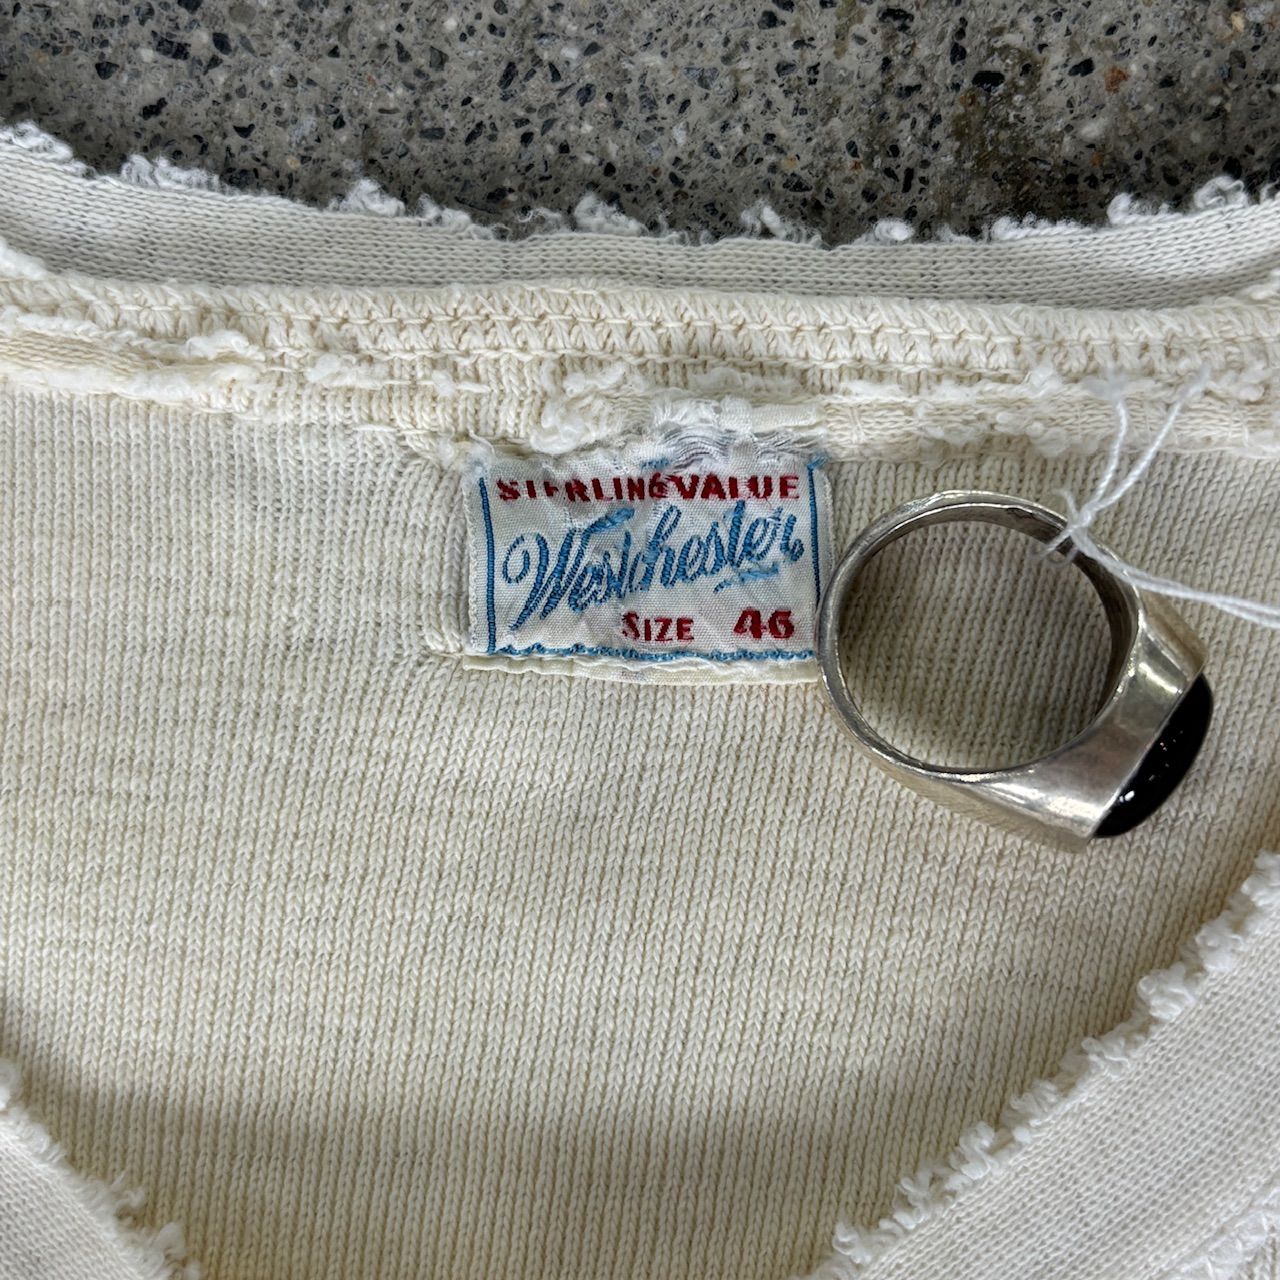 STERLING VALUE
Westchester
SIZE 46